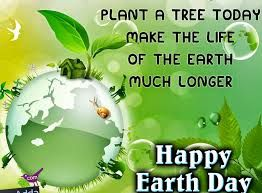 PLANT A TREE TODAY
MAKE THE LIFE
OF THE EARTH
MUCH LONGER
Happy
Earth Day